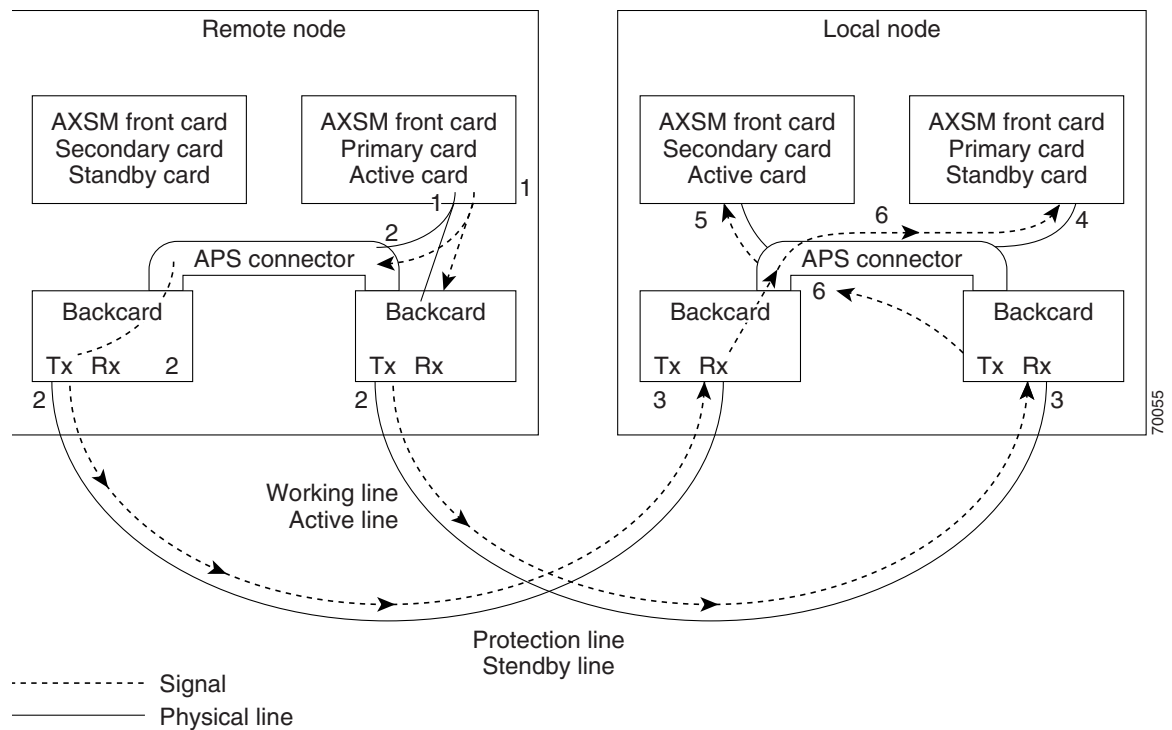 Remote node
Local node
AXSM front card
Secondary card
Standby card
AXSM front card
Primary card
Active card
AXSM front card
Secondary card
Active card
AXSM front card
Primary card
Standby card
1
1
2
5
6
4
APS connector
APS connector
6
Backcard
Backcard
Backcard
Backcard
Tx Rx 2
Tx Rx
Tx Rx
Tx Rx
2
2
3
3
70055
Working line
Active line
Protection line
Stendby line
Signal
Physical line